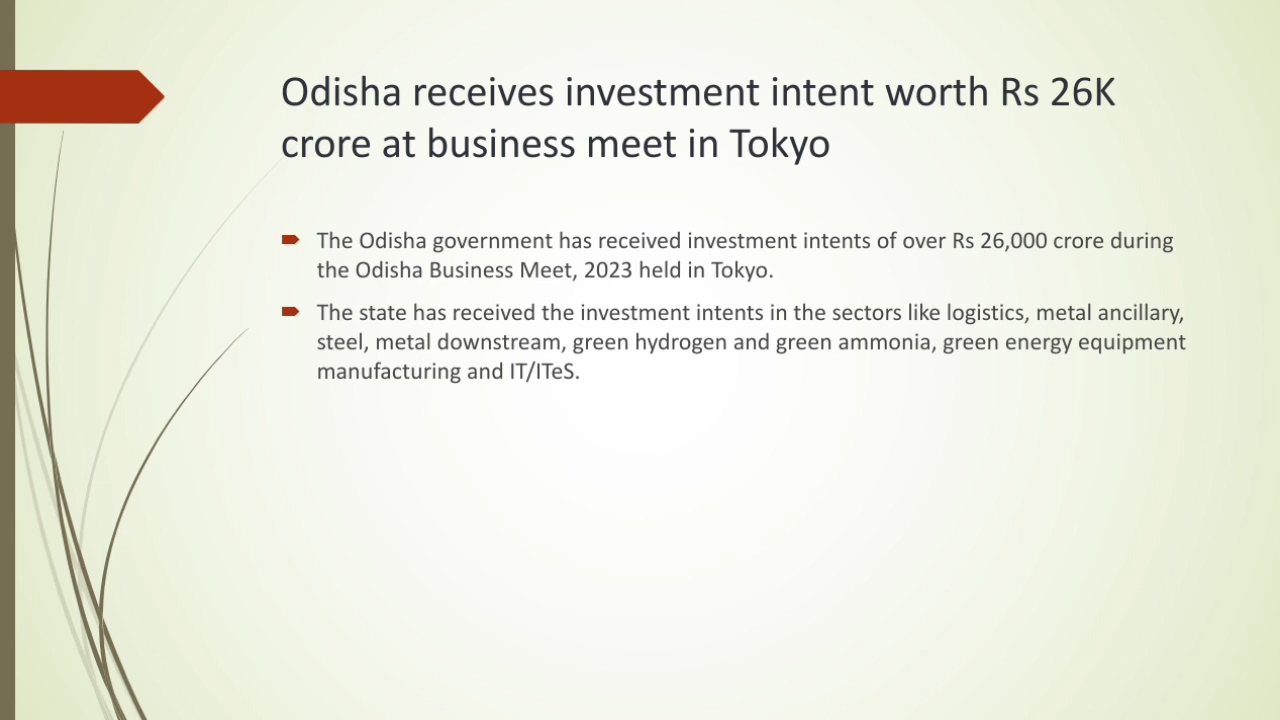 Odisha receives investment intent worth Rs 26K
crore at business meet in Tokyo
The Odisha government has received investment intents of over Rs 26,000 crore during
the Odisha Business Meet, 2023 held in Tokyo.
The state has received the investment intents in the sectors like logistics, metal ancillary,
steel, metal downstream, green hydrogen and green ammonia, green energy equipment
manufacturing and IT/ITeS.